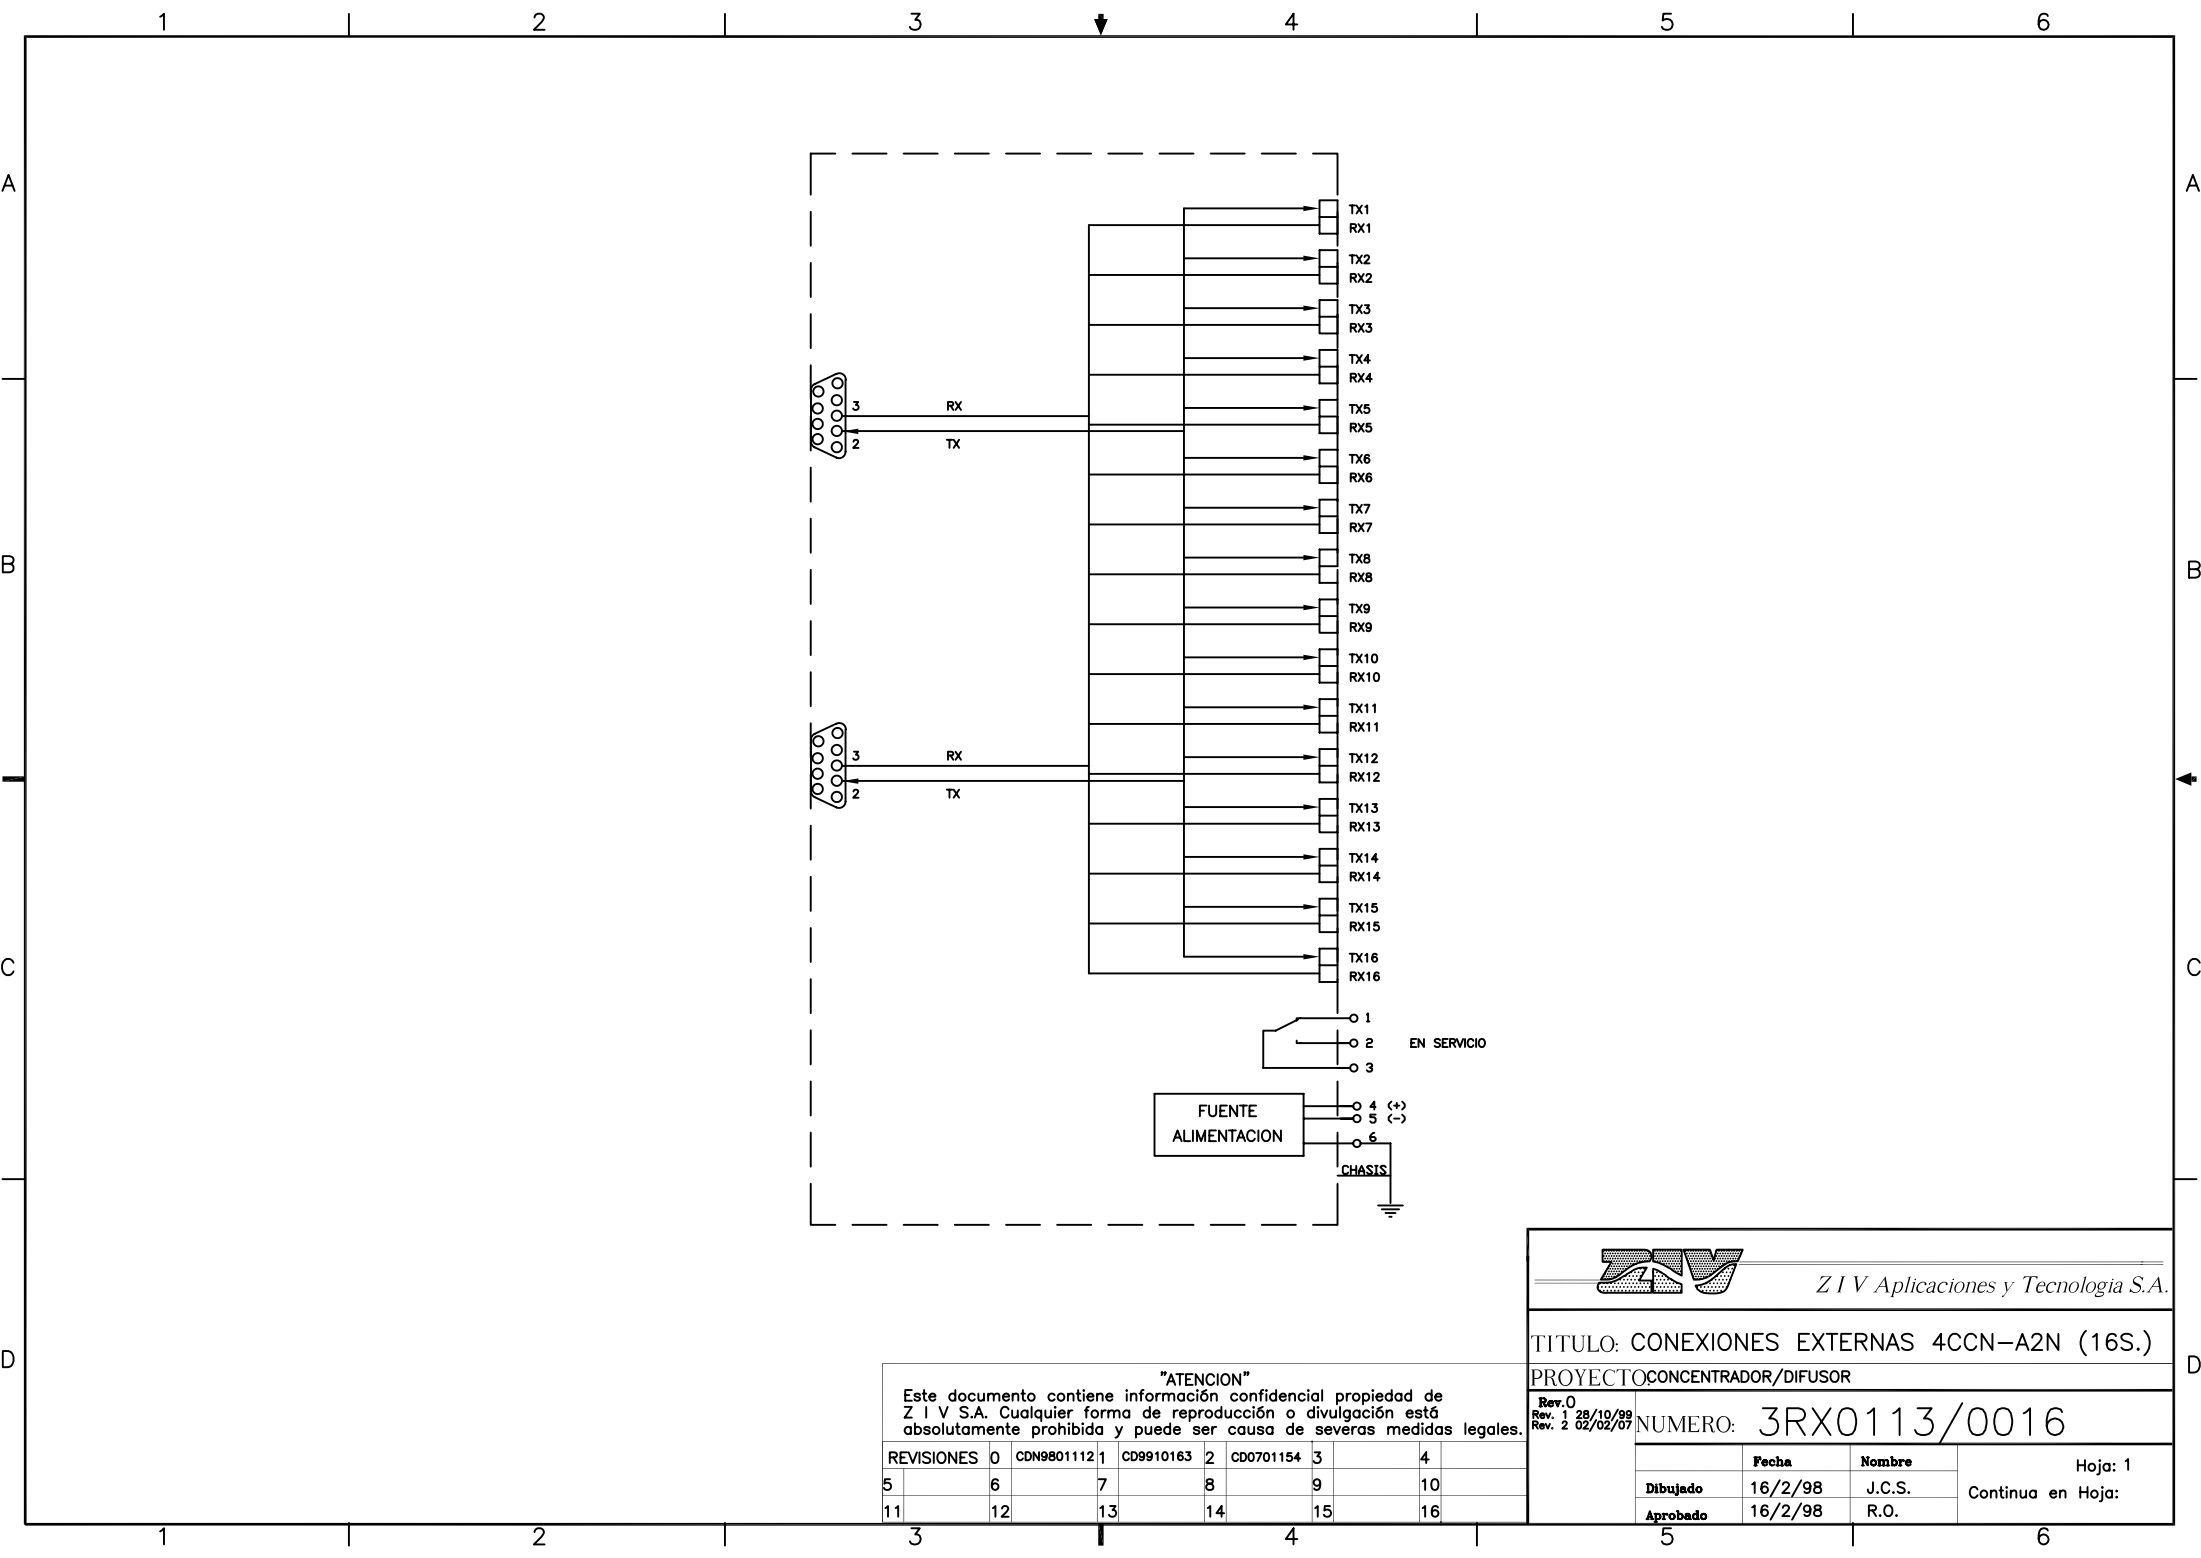 1 2 3 4 5 6
A A
TX1
RX1
TX2
RX2
TX3
RX3
TX4
RX4
3 RX
TX5
RX5
2 TX
TX6
RX6
TX7
RX7
B B
TX8
RX8
TX9
RX9
TX10
RX10
TX11
RX11
3 RX
TX12
RX12
2 TX
TX13
RX13
TX14
RX14
TX15
RX15
C C
TX16
RX16
1
2 EN SERVICIO
3
FUENTE
ALIMENTACION
4 (+)
5 (-)
6
CHASIS
D D
ZIV
Z I V Aplicaciones y Tecnologia S.A.
TITULO: CONEXIONES EXTERNAS 4CCN-A2N (16S.)
PROYECTO: CONCENTRADOR/DIFUSOR
Rev.0
Rev. 1 28/10/99
Rev. 2 02/02/07
NUMERO: 3RX0113/0016
Fecha Nombre
Dibujado 16/2/98 J.C.S.
Aprobado 16/2/98 R.O.
Hoja: 1
Continua en Hoja:
"ATENCION"
Este documento contiene información confidencial propiedad de
Z I V S.A. Cualquier forma de reproducción o divulgación está
absolutamente prohibida y puede ser causa de severas medidas legales.
REVISIONES 0 CDN9801112 1 CD9910163 2 CD0701154 3 4
5 6 7 8 9 10
11 12 13 14 15 16
1 2 3 4 5 6